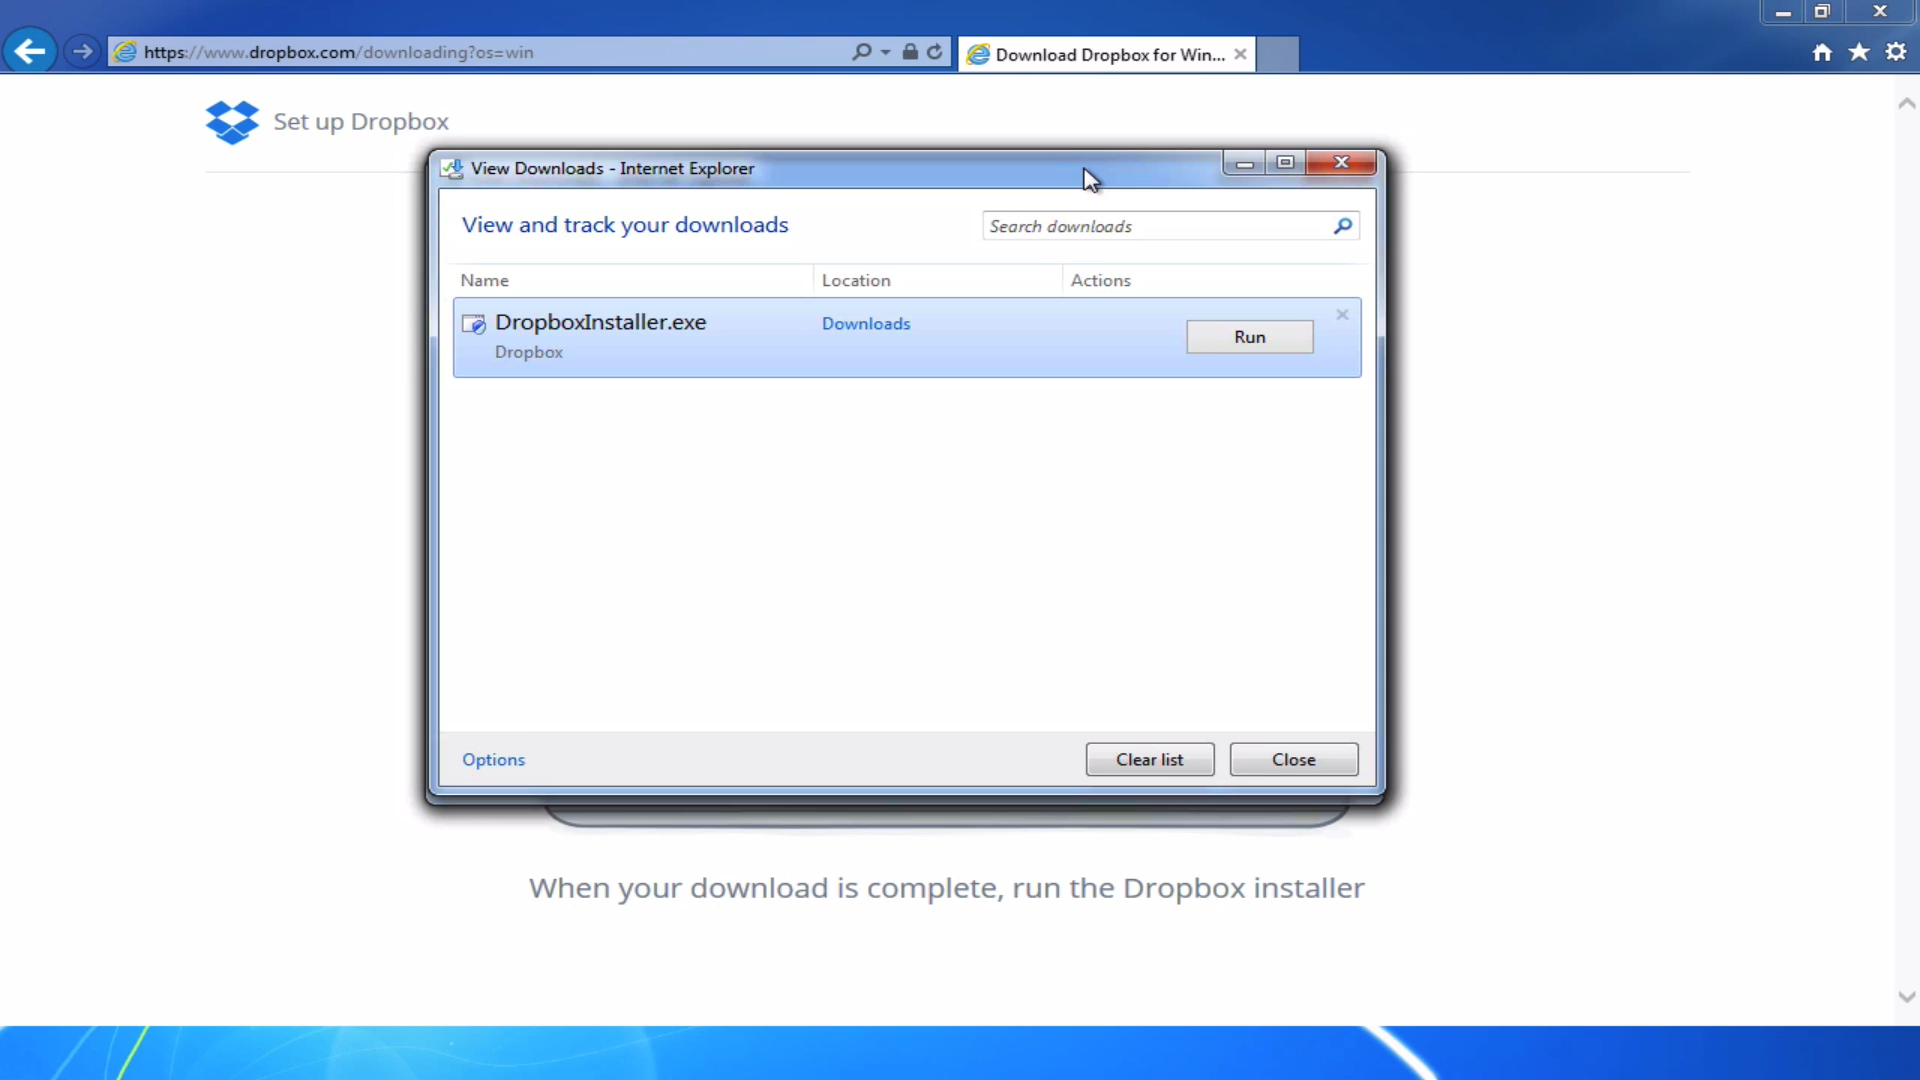 https://www.dropbox.com/downloading?os=win
Download Dropbox for Win...
Set up Dropbox
View Downloads - Internet Explorer
View and track your downloads
Search downloads
Name Location Actions
DropboxInstaller.exe Downloads
Run
Dropbox
Options
Clear list
Close
When your download is complete, run the Dropbox installer